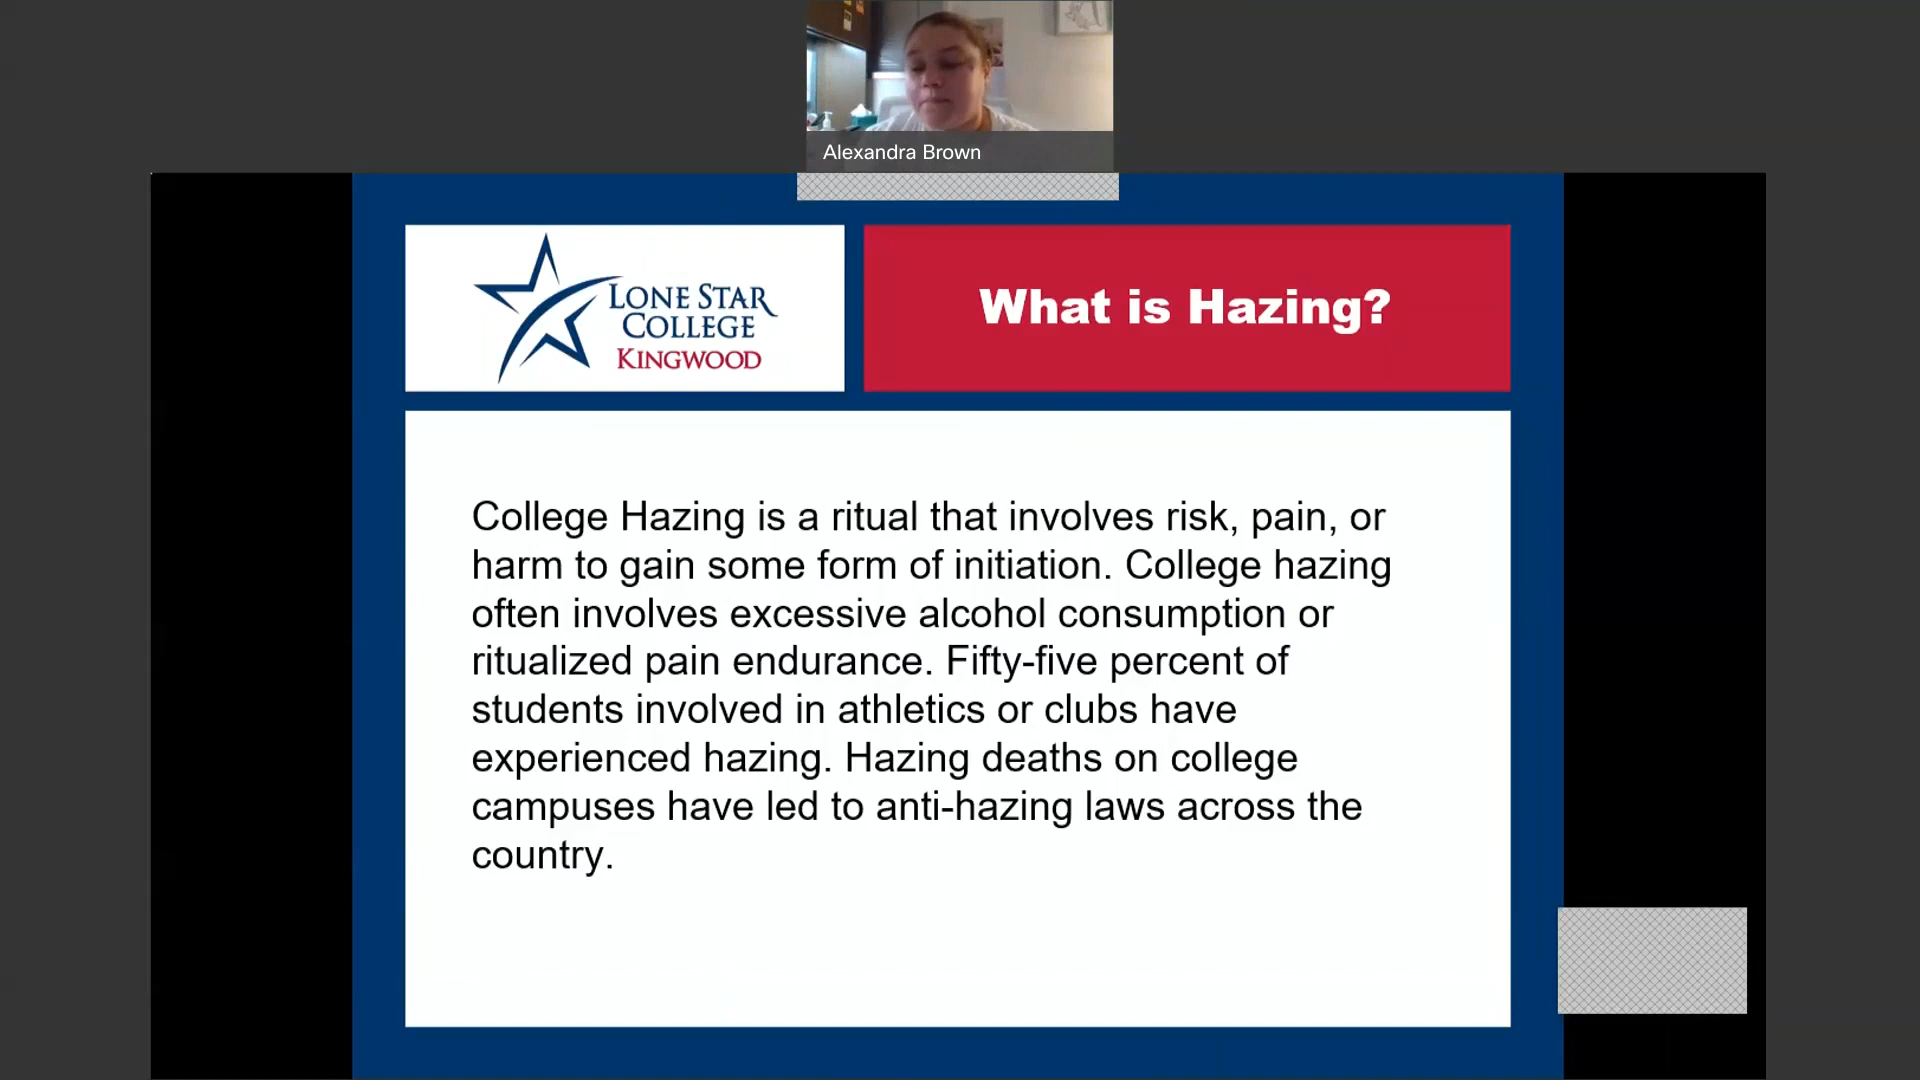 Alexandra Brown
LONE STAR
COLLEGE
KINGWOOD
What is Hazing?
College Hazing is a ritual that involves risk, pain, or
harm to gain some form of initiation. College hazing
often involves excessive alcohol consumption or
ritualized pain endurance. Fifty-five percent of
students involved in athletics or clubs have
experienced hazing. Hazing deaths on college
campuses have led to anti-hazing laws across the
country.